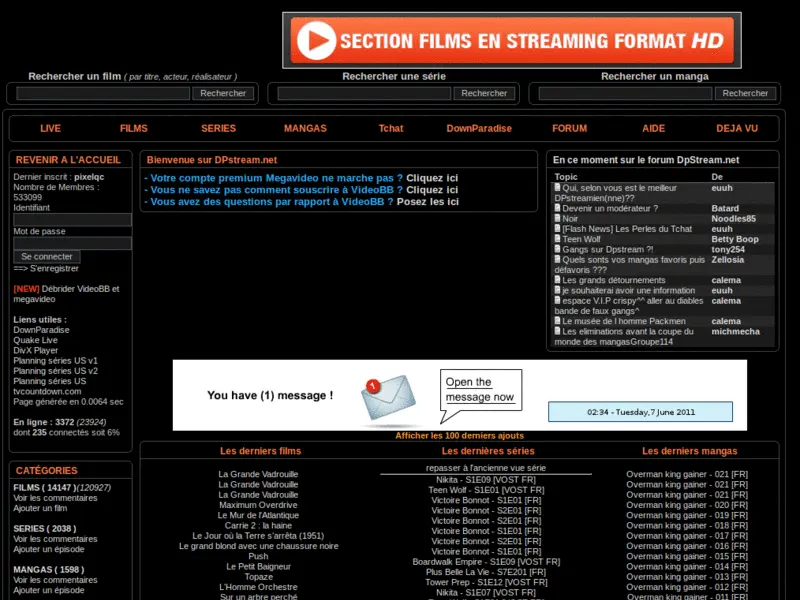 SECTION FILMS EN STREAMING FORMAT HD
Rechercher un film ( par titre, acteur, réalisateur )
Rechercher
Rechercher une série
Rechercher
Rechercher un manga
Rechercher
LIVE
FILMS
SERIES
MANGAS
Tchat
DownParadise
FORUM
AIDE
DEJA VU
REVENIR A L'ACCUEIL
Dernier inscrit : pixelqc
Nombre de Membres :
533099
Identifiant
Mot de passe
Se connecter
==> S'enregistrer
[NEW] Débrider VideoBB et
megavideo
Liens utiles :
DownParadise
Quake Live
DivX Player
Planning séries US v1
Planning séries US v2
Planning séries US
tvcountdown.com
Page générée en 0.0064 sec
En ligne : 3372 (23924)
dont 235 connectés soit 6%
CATÉGORIES
FILMS ( 14147 )(120927)
Voir les commentaires
Ajouter un film
SERIES ( 2038 )
Voir les commentaires
Ajouter un épisode
MANGAS ( 1598 )
Voir les commentaires
Ajouter un épisode
Bienvenue sur DPstream.net
- Votre compte premium Megavideo ne marche pas ? Cliquez ici
- Vous ne savez pas comment souscrire à VideoBB ? Cliquez ici
- Vous avez des questions par rapport à VideoBB ? Posez les ici
En ce moment sur le forum DpStream.net
Topic De
Qui, selon vous est le meilleur euuh
DPstreamien(nne)??
Devenir un modérateur ? Batard
Noir Noodles85
[Flash News] Les Perles du Tchat euuh
Teen Wolf Betty Boop
Gangs sur Dpstream ?! tony254
Quels sonts vos mangas favoris puis Zellosia
défavoris ???
Les grands détournements calema
je souhaiterai avoir une information euuh
espace V.I.P crispy^^ aller au diables calema
bande de faux gangs^
Le musée de l homme Packmen calema
Les eliminations avant la coupe du michmecha
monde des mangasGroupe114
You have (1) message !
1
Open the
message now
02:34 - Tuesday,7 June 2011
Afficher les 100 derniers ajouts
Les derniers films
La Grande Vadrouille
La Grande Vadrouille
La Grande Vadrouille
Maximum Overdrive
Le Mur de l'Atlantique
Carrie 2 : la haine
Le Jour où la Terre s'arrêta (1951)
Le grand blond avec une chaussure noire
Push
Le Petit Baigneur
Topaze
L'Homme Orchestre
Sur un arbre perché
Les dernières séries
repasser à l'ancienne vue série
Nikita - S1E09 [VOST FR]
Teen Wolf - S1E01 [VOST FR]
Victoire Bonnot - S1E01 [FR]
Victoire Bonnot - S2E01 [FR]
Victoire Bonnot - S2E01 [FR]
Victoire Bonnot - S1E01 [FR]
Victoire Bonnot - S2E01 [FR]
Victoire Bonnot - S1E01 [FR]
Boardwalk Empire - S1E09 [VOST FR]
Plus Belle La Vie - S7E201 [FR]
Tower Prep - S1E12 [VOST FR]
Nikita - S1E07 [VOST FR]
Les derniers mangas
Overman king gainer - 021 [FR]
Overman king gainer - 021 [FR]
Overman king gainer - 021 [FR]
Overman king gainer - 020 [FR]
Overman king gainer - 019 [FR]
Overman king gainer - 018 [FR]
Overman king gainer - 017 [FR]
Overman king gainer - 016 [FR]
Overman king gainer - 015 [FR]
Overman king gainer - 014 [FR]
Overman king gainer - 013 [FR]
Overman king gainer - 012 [FR]
Overman king gainer - 011 [FR]